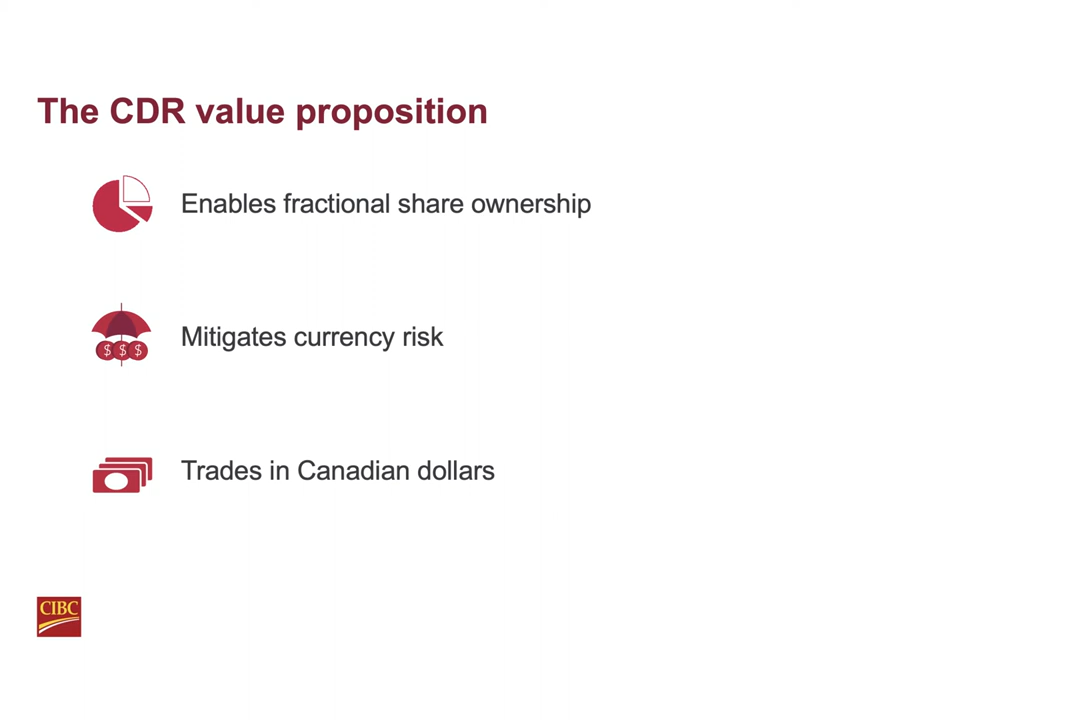 The CDR value proposition
Enables fractional share ownership
$ $ $
Mitigates currency risk
Trades in Canadian dollars
CIBC